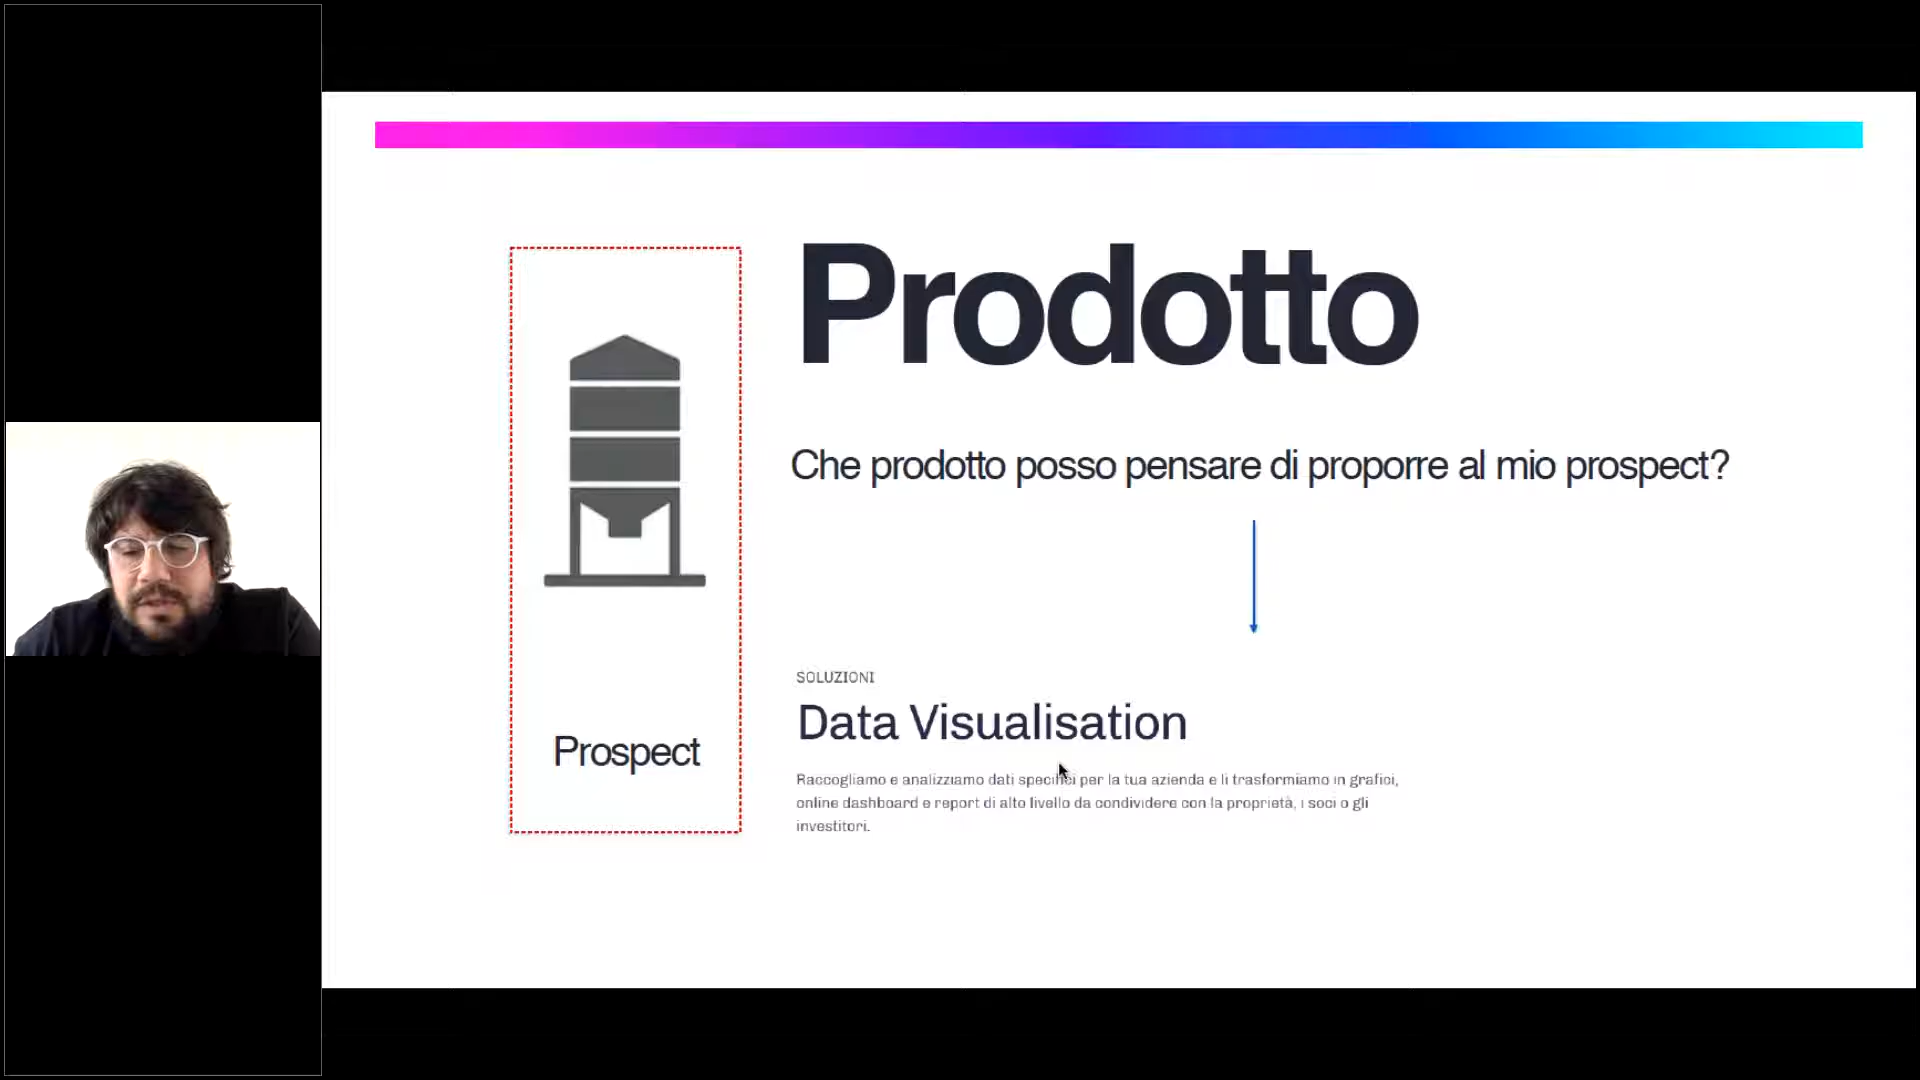 Prodotto
Che prodotto posso pensare di proporre al mio prospect?
Prospect
SOLUZIONI
Data Visualisation
Raccogliamo e analizziamo dati specifici per la tua azienda e li trasformiamo in grafici,
online dashboard e report di alto livello da condividere con la proprietà, i soci o gli
investitori.